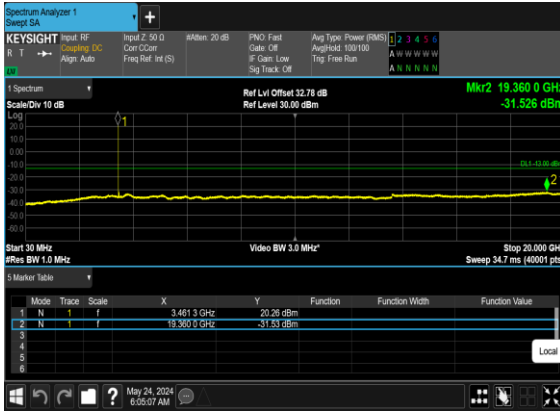 Spectrum Analyzer 1
Swept SA
+
KEYSIGHT Input: RF Input Z: 50 Ω #Atten: 20 dB PNO: Fast Avg Type: Power (RMS) 1 2 3 4 5 6
R T Coupling: DC Corr CCorr Gate: Off Avg|Hold: 100/100 A W W W W W
Align: Auto Freq Ref: Int (S) IF Gain: Low Trig: Free Run
Sig Track: Off A N N N N N
1 Spectrum Ref Lvl Offset 32.78 dB Mkr2 19.360 0 GHz
Scale/Div 10 dB Ref Level 30.00 dBm -31.526 dBm
Log
20.0
10.0
0.00
-10.0
-20.0
-30.0
-40.0
-50.0
-60.0
1
DL1 -13.00 dBm
2
Start 30 MHz Video BW 3.0 MHz* Stop 20.000 GH
#Res BW 1.0 MHz Sweep 34.7 ms (40001 pts
5 Marker Table
Mode Trace Scale X Y Function Function Width Function Value
1 N 1 f 3.461 3 GHz 20.26 dBm
2 N 1 f 19.360 0 GHz -31.53 dBm
3
4
5
6
Local
? May 24, 2024
6:05:07 AM